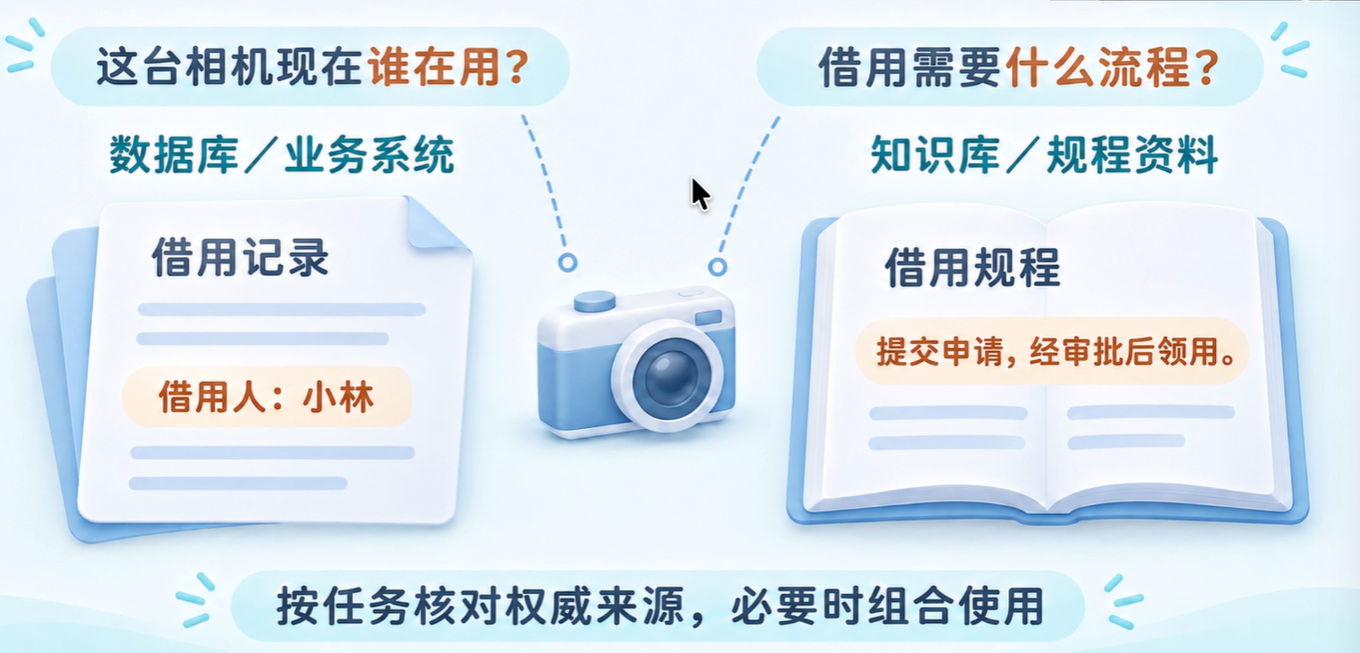 这台相机现在谁在用？
数据库／业务系统
借用记录
借用人：小林
借用需要什么流程？
知识库／规程资料
借用规程
提交申请，经审批后领用。
按任务核对权威来源，必要时组合使用